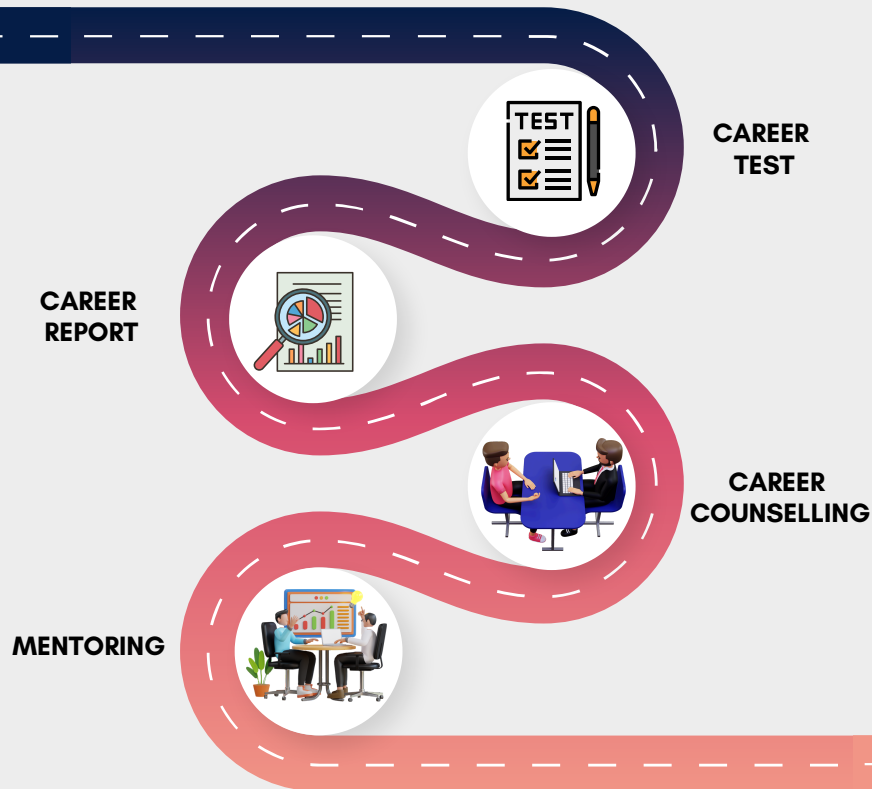 TEST
CAREER
TEST
CAREER
REPORT
CAREER
COUNSELLING
MENTORING